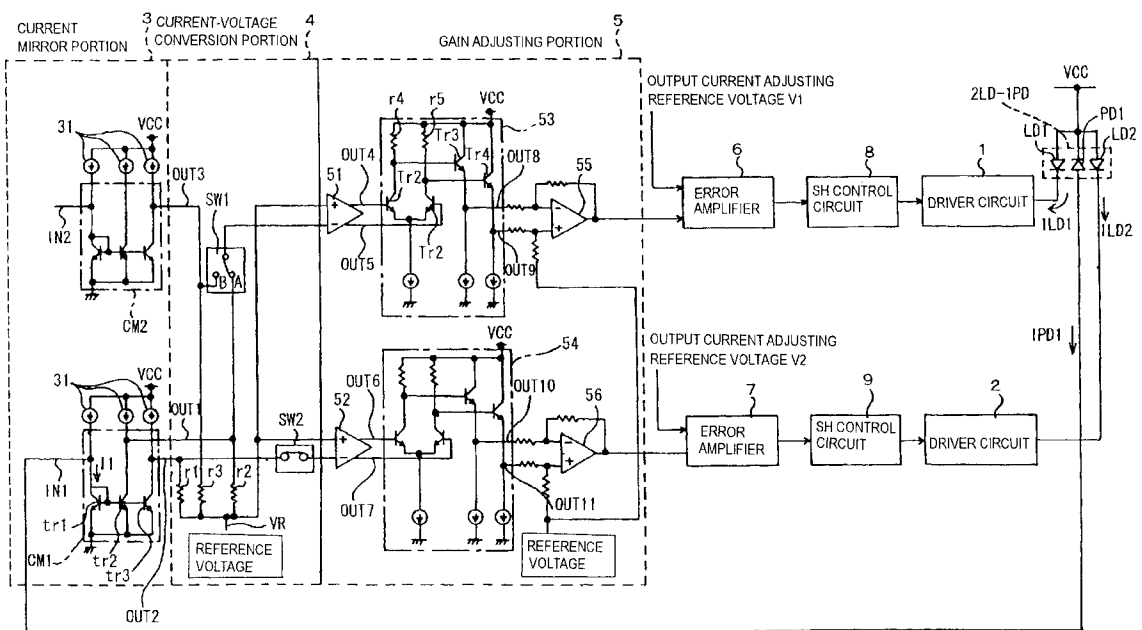 CURRENT
MIRROR PORTION
3
CURRENT-VOLTAGE
CONVERSION PORTION
4
GAIN ADJUSTING PORTION
5
31
VCC
OUT3
IN2
CM2
SW1
B A
31
VCC
OUT1
IN1
I1
tr1
tr2
tr3
CM1
OUT2
r1
r3
r2
VR
REFERENCE
VOLTAGE
SW2
51
OUT4
OUT5
r4
r5
VCC
53
Tr3
Tr4
Tr2
Tr2
OUT8
OUT9
55
52
OUT6
OUT7
VCC
54
OUT10
OUT11
56
REFERENCE
VOLTAGE
OUTPUT CURRENT ADJUSTING
REFERENCE VOLTAGE V1
6
ERROR
AMPLIFIER
8
SH CONTROL
CIRCUIT
1
DRIVER CIRCUIT
VCC
2LD-1PD
PD1
LD1
LD2
ILD1
ILD2
IPD1
OUTPUT CURRENT ADJUSTING
REFERENCE VOLTAGE V2
7
ERROR
AMPLIFIER
9
SH CONTROL
CIRCUIT
2
DRIVER CIRCUIT